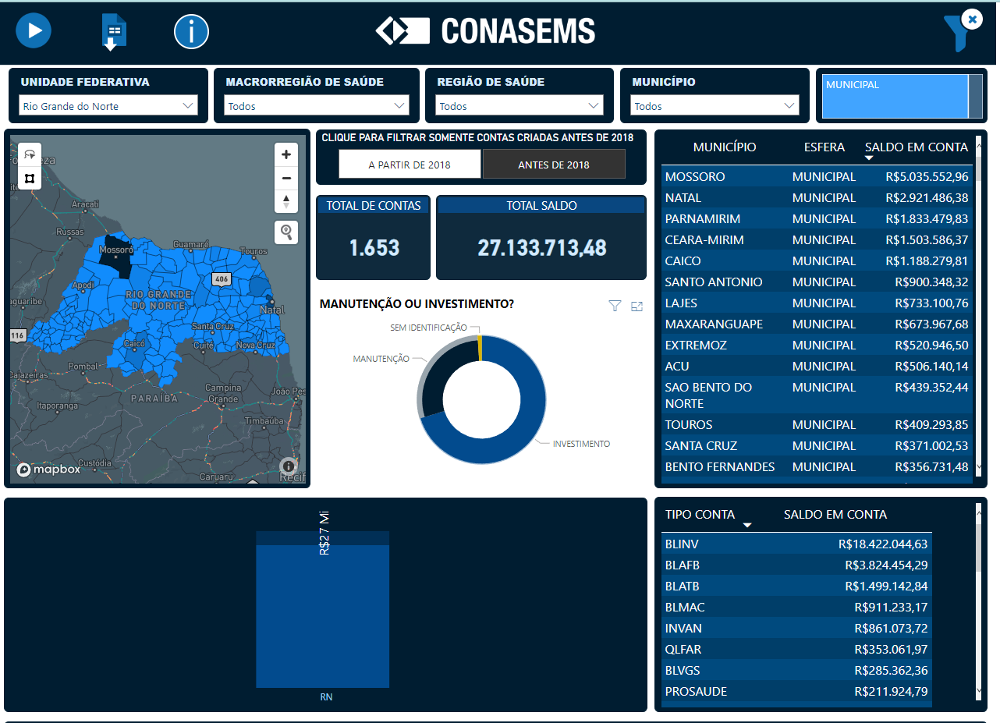 CONASEMS
UNIDADE FEDERATIVA
Rio Grande do Norte
MACRORREGIÃO DE SAÚDE
Todos
REGIÃO DE SAÚDE
Todos
MUNICÍPIO
Todos
MUNICIPAL
Aracati
Russas
Mossoró
Guamaré
Touros
406
Apodi
RIO GRANDE
DO NORTE
Natal
aguaribe
116
Santa Cruz
Caicó
Cuité
Nova Cruz
Pombal
Cajazeiras
Campina
Grande
João Pes
PARAÍBA
Itaporanga
Timbaúba
Custódia
mapbox
Caruaru
Recif
CLIQUE PARA FILTRAR SOMENTE CONTAS CRIADAS ANTES DE 2018
A PARTIR DE 2018
ANTES DE 2018
TOTAL DE CONTAS
1.653
TOTAL SALDO
27.133.713,48
MANUTENÇÃO OU INVESTIMENTO?
SEM IDENTIFICAÇÃO
MANUTENÇÃO
INVESTIMENTO
MUNICÍPIO ESFERA SALDO EM CONTA
MOSSORO MUNICIPAL R$5.035.552,96
NATAL MUNICIPAL R$2.921.486,38
PARNAMIRIM MUNICIPAL R$1.833.479,83
CEARA-MIRIM MUNICIPAL R$1.503.586,37
CAICO MUNICIPAL R$1.188.279,81
SANTO ANTONIO MUNICIPAL R$900.348,32
LAJES MUNICIPAL R$733.100,76
MAXARANGUAPE MUNICIPAL R$673.967,68
EXTREMOZ MUNICIPAL R$520.946,50
ACU MUNICIPAL R$506.140,14
SAO BENTO DO MUNICIPAL R$439.352,44
NORTE
TOUROS MUNICIPAL R$409.293,85
SANTA CRUZ MUNICIPAL R$371.002,53
BENTO FERNANDES MUNICIPAL R$356.731,48
R$27 Mi
RN
TIPO CONTA SALDO EM CONTA
BLINV R$18.422.044,63
BLAFB R$3.824.454,29
BLATB R$1.499.142,84
BLMAC R$911.233,17
INVAN R$861.073,72
QLFAR R$353.061,97
BLVGS R$285.362,36
PROSAUDE R$211.924,79